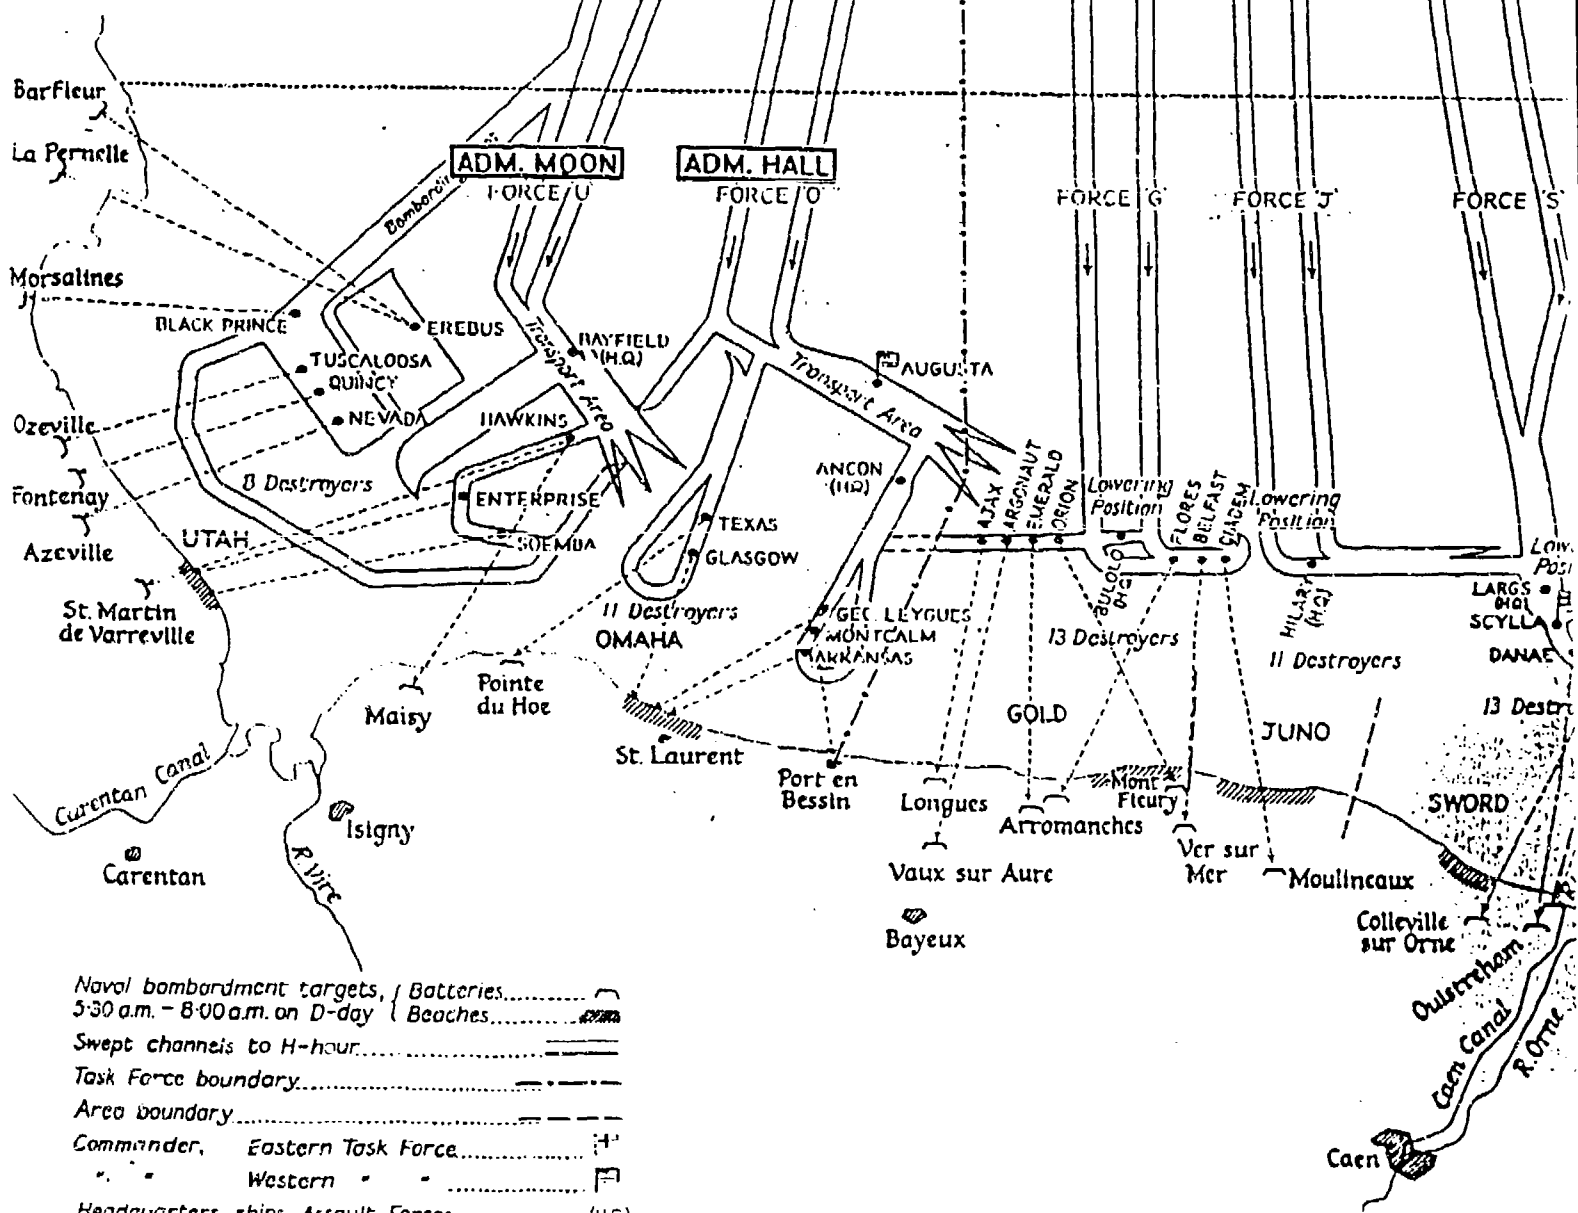 Barfleur
La Pernelle
Morsalines
Ozeville
Fontenay
Azeville
St. Martin
de Varreville
ADM. MOON
FORCE U
ADM. HALL
FORCE 'O'
FORCE 'G'
FORCE 'J'
FORCE 'S'
BLACK PRINCE
EREBUS
TUSCALOOSA
QUINCY
NEVADA
BAYFIELD
(H.Q)
Transport Area
HAWKINS
ENTERPRISE
SOEMBA
8 Destroyers
UTAH
Transport Area
AUGUSTA
ANCON
(HQ)
TEXAS
GLASGOW
11 Destroyers
OMAHA
GEO. LEYGUES
MONTCALM
ARKANSAS
AJAX
ARGONAUT
EMERALD
ORION
Lowering
Position
BULOLO
(HQ)
FLORES
BELFAST
DIADEM
Lowering
Position
HILARY
(H.Q)
LARGS
(HQ)
SCYLLA
DANAE
13 Destroyers
11 Destroyers
13
GOLD
JUNO
SWORD
Maisy
Pointe
du Hoe
St. Laurent
Port en
Bessin
Longues
Vaux sur Aure
Arromanches
Mont
Fleury
Ver sur
Mer
Moulineaux
Colleville
sur Orne
Ouistreham
Caen Canal
R. Orne
Caen
Bayeux
Carentan Canal
Carentan
Isigny
R. Vire
Naval bombardment targets, Batteries
5·30 a.m. - 8·00 a.m. on D-day Beaches
Swept channels to H-hour
Task Force boundary
Area boundary
Commander, Eastern Task Force
" " Western " "
Headquarters ships, Assault Forces (H.Q)